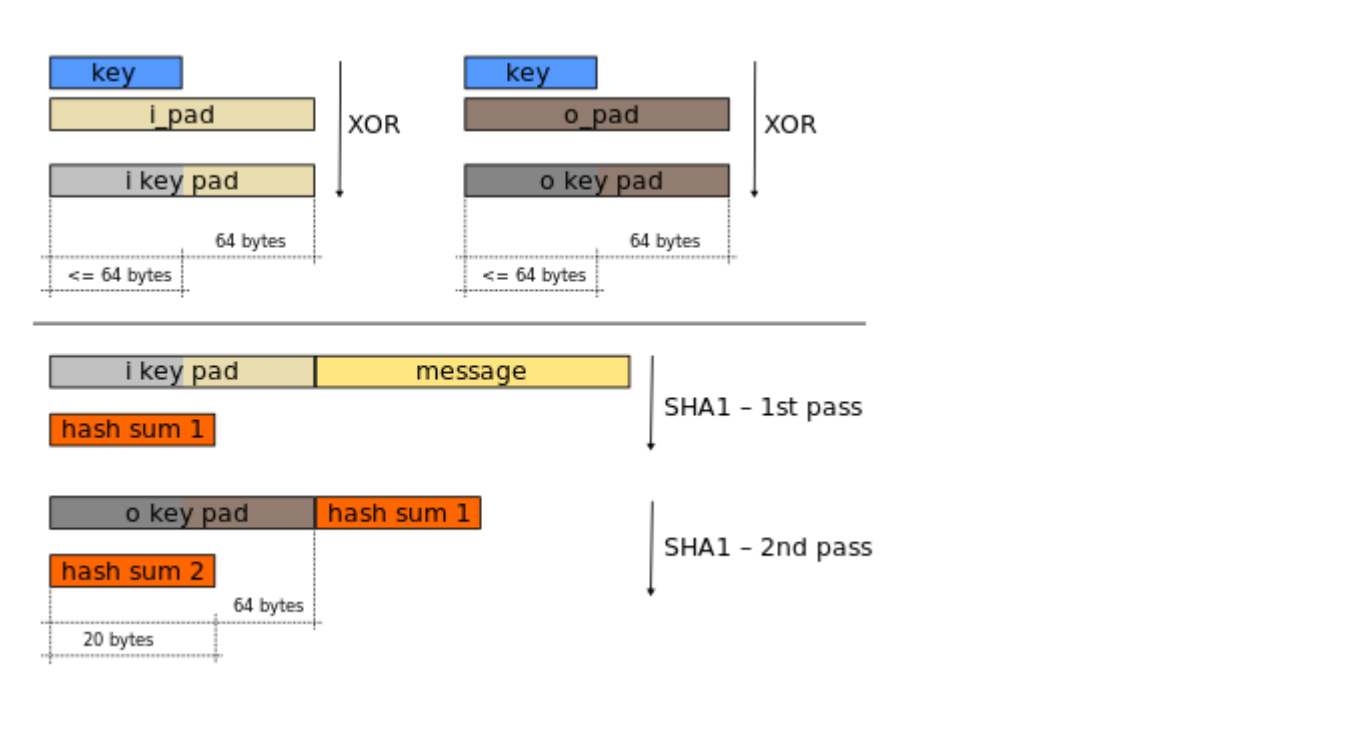 key
i_pad
XOR
i key pad
64 bytes
<= 64 bytes
key
o_pad
XOR
o key pad
64 bytes
<= 64 bytes
i key pad
message
SHA1 – 1st pass
hash sum 1
o key pad
hash sum 1
SHA1 – 2nd pass
hash sum 2
64 bytes
20 bytes